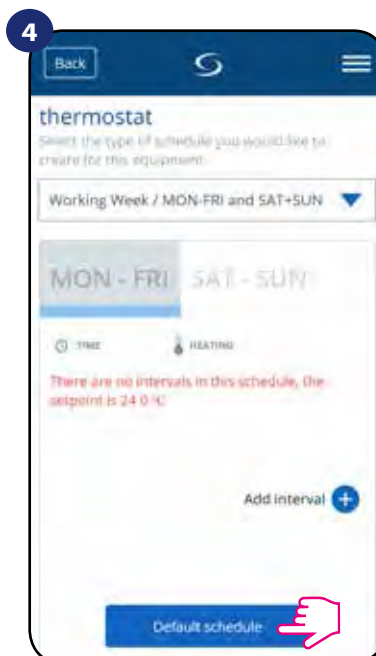 4
Back
thermostat
Select the type of schedule you would like to
create for this equipment
Working Week / MON-FRI and SAT+SUN
MON - FRI SAT - SUN
TIME HEATING
There are no intervals in this schedule, the
setpoint is 24.0 °C
Add interval +
Default schedule